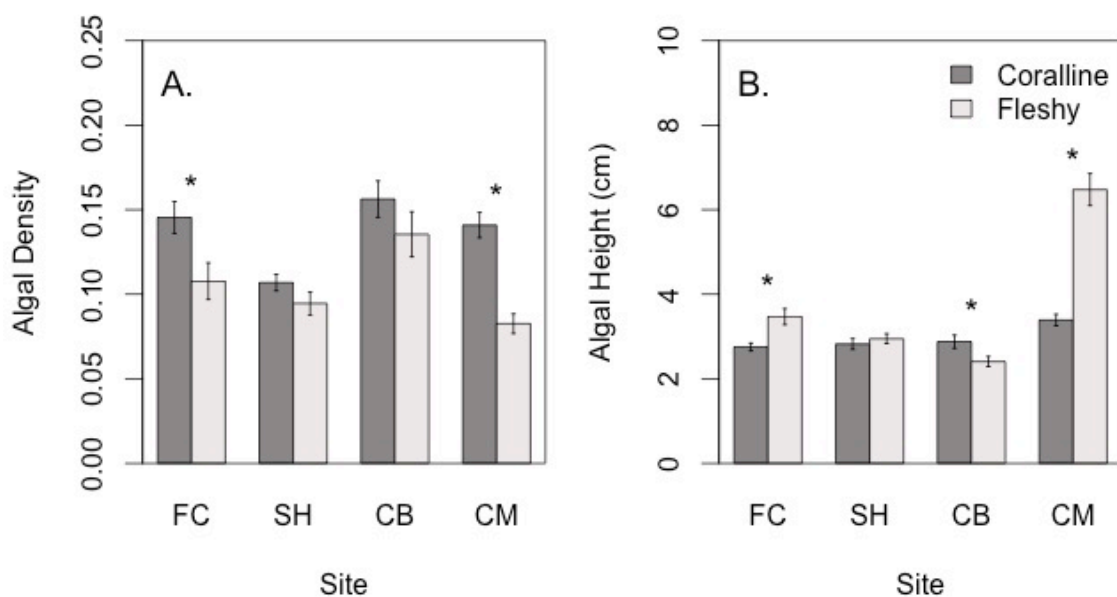 A.
*
*
0.25
0.20
0.15
0.10
0.05
0.00
Algal Density
FC SH CB CM
Site
B.
Coralline
Fleshy
*
*
*
10
8
6
4
2
0
Algal Height (cm)
FC SH CB CM
Site